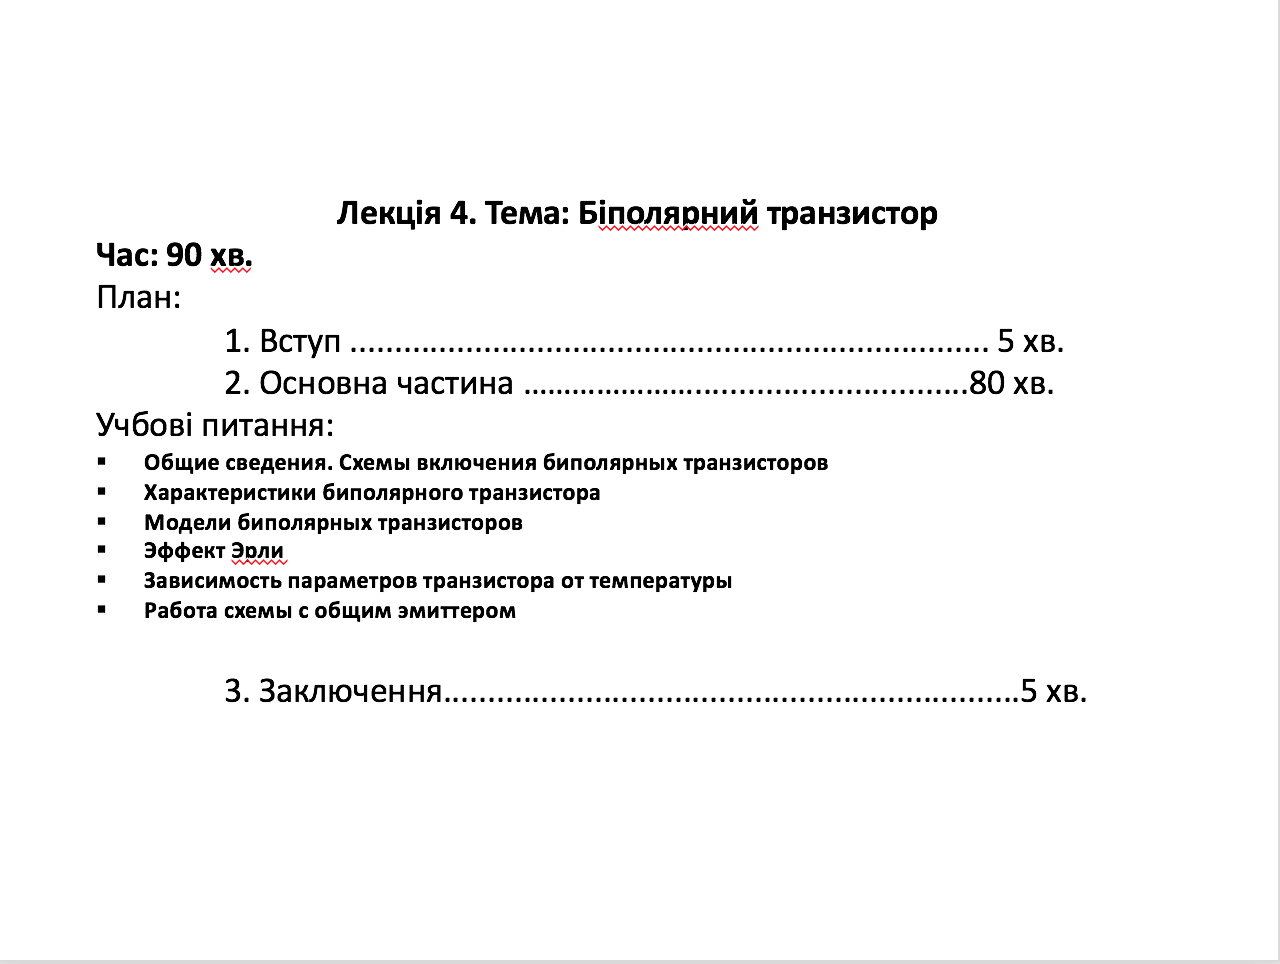 Лекція 4. Тема: Біполярний транзистор
Час: 90 хв.
План:
1. Вступ ........................................................................ 5 хв.
2. Основна частина ..................................................80 хв.
Учбові питання:
▪ Общие сведения. Схемы включения биполярных транзисторов
▪ Характеристики биполярного транзистора
▪ Модели биполярных транзисторов
▪ Эффект Эрли
▪ Зависимость параметров транзистора от температуры
▪ Работа схемы с общим эмиттером
3. Заключення.................................................................5 хв.